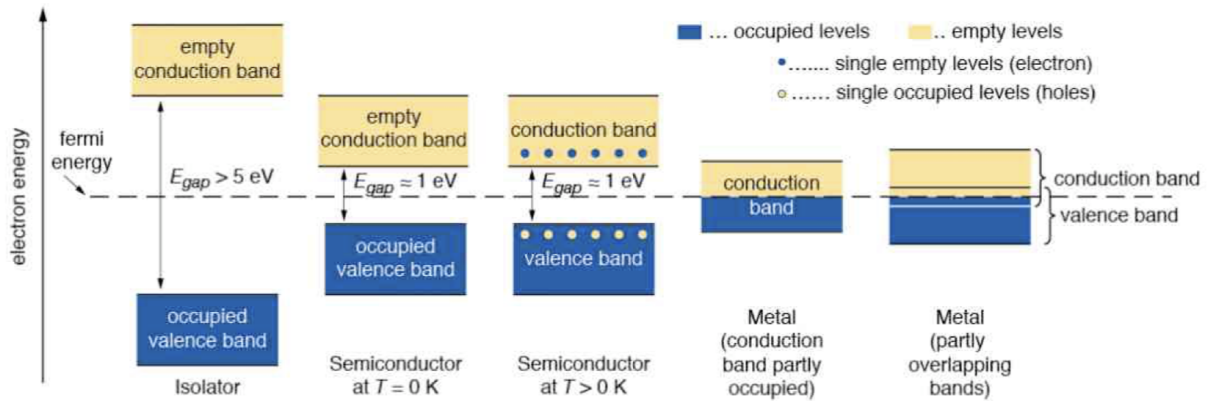 ... occupied levels
.. empty levels
....... single empty levels (electron)
...... single occupied levels (holes)
electron energy
fermi
energy
empty
conduction band
E gap > 5 eV
occupied
valence band
Isolator
empty
conduction band
E gap ≈ 1 eV
occupied
valence band
Semiconductor
at T = 0 K
conduction band
E gap ≈ 1 eV
valence band
Semiconductor
at T > 0 K
conduction
band
Metal
(conduction
band partly
occupied)
conduction band
valence band
Metal
(partly
overlapping
bands)